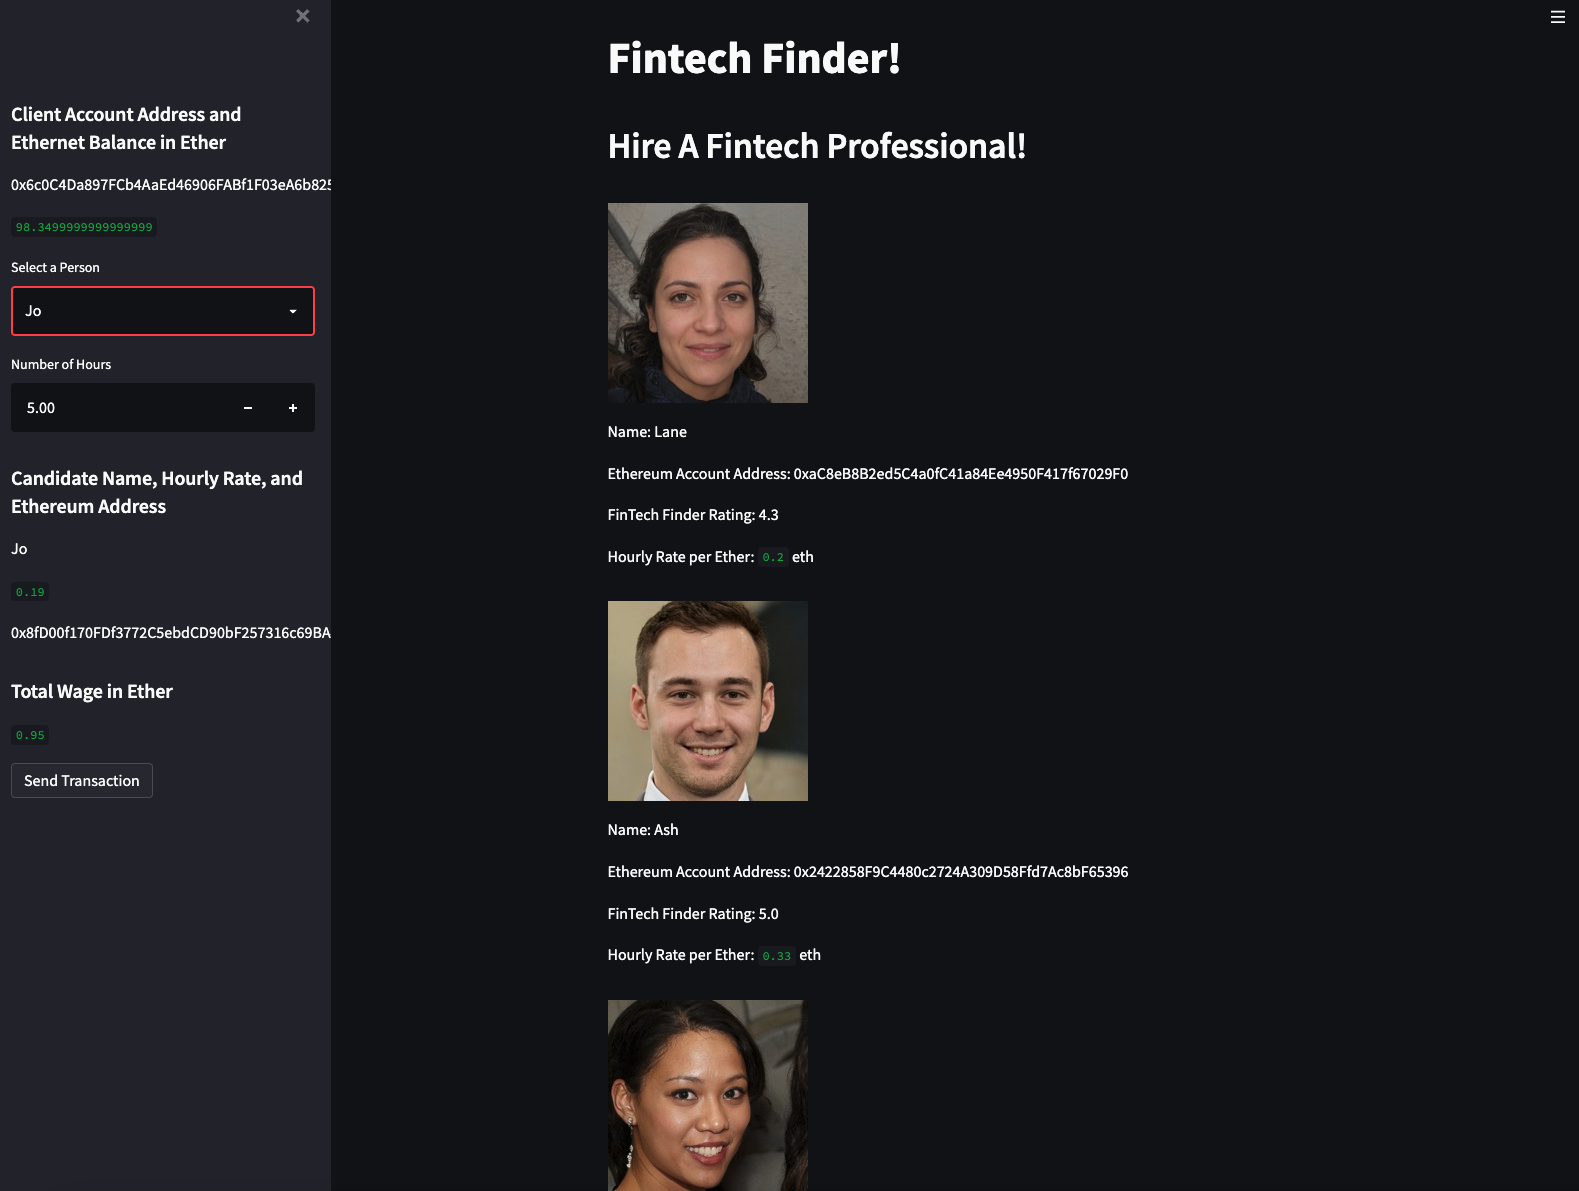 Client Account Address and
Ethernet Balance in Ether
0x6c0C4Da897FCb4AaEd46906FABf1F03eA6b825
98.3499999999999999
Select a Person
Jo
Number of Hours
5.00
Candidate Name, Hourly Rate, and
Ethereum Address
Jo
0.19
0x8fD00f170FDf3772C5ebdCD90bF257316c69BA
Total Wage in Ether
0.95
Send Transaction
Fintech Finder!
Hire A Fintech Professional!
Name: Lane
Ethereum Account Address: 0xaC8eB8B2ed5C4a0fC41a84Ee4950F417f67029F0
FinTech Finder Rating: 4.3
Hourly Rate per Ether: 0.2 eth
Name: Ash
Ethereum Account Address: 0x2422858F9C4480c2724A309D58Ffd7Ac8bF65396
FinTech Finder Rating: 5.0
Hourly Rate per Ether: 0.33 eth